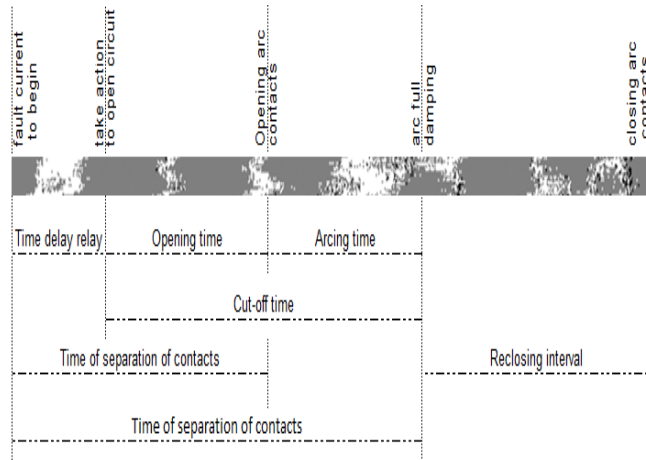 fault current
to begin
take action
to open circuit
Opening arc
contacts
arc full
damping
closing arc
contacts
Time delay relay
Opening time
Arcing time
Cut-off time
Time of separation of contacts
Reclosing interval
Time of separation of contacts